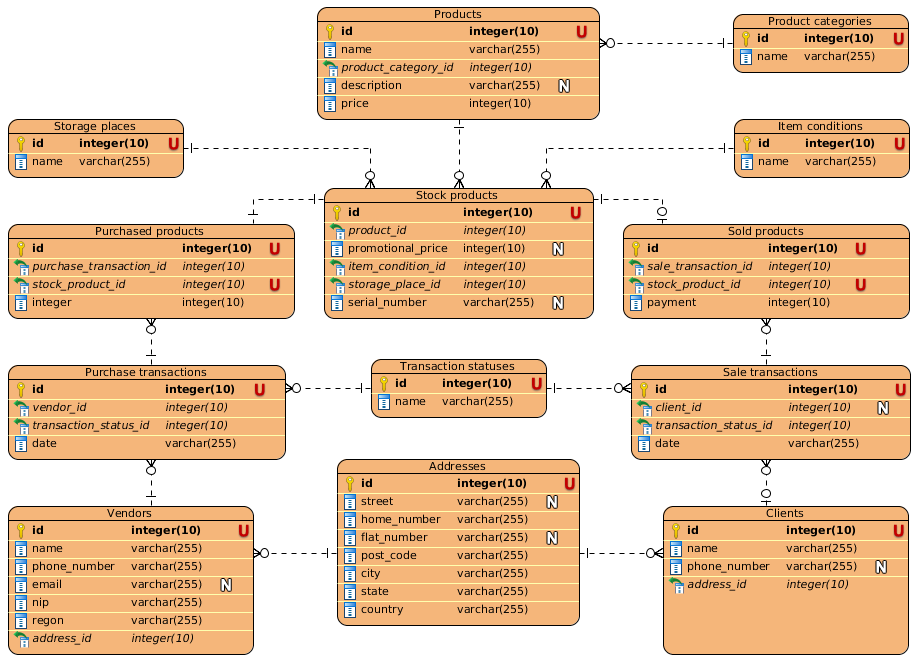 Products
id integer(10) U
name varchar(255)
product_category_id integer(10)
description varchar(255) N
price integer(10)
Product categories
id integer(10) U
name varchar(255)
Storage places
id integer(10) U
name varchar(255)
Item conditions
id integer(10) U
name varchar(255)
Stock products
id integer(10) U
product_id integer(10)
promotional_price integer(10) N
item_condition_id integer(10)
storage_place_id integer(10)
serial_number varchar(255) N
Purchased products
id integer(10) U
purchase_transaction_id integer(10)
stock_product_id integer(10) U
integer integer(10)
Sold products
id integer(10) U
sale_transaction_id integer(10)
stock_product_id integer(10) U
payment integer(10)
Purchase transactions
id integer(10) U
vendor_id integer(10)
transaction_status_id integer(10)
date varchar(255)
Transaction statuses
id integer(10) U
name varchar(255)
Sale transactions
id integer(10) U
client_id integer(10) N
transaction_status_id integer(10)
date varchar(255)
Vendors
id integer(10) U
name varchar(255)
phone_number varchar(255)
email varchar(255) N
nip varchar(255)
regon varchar(255)
address_id integer(10)
Addresses
id integer(10) U
street varchar(255) N
home_number varchar(255)
flat_number varchar(255) N
post_code varchar(255)
city varchar(255)
state varchar(255)
country varchar(255)
Clients
id integer(10) U
name varchar(255)
phone_number varchar(255) N
address_id integer(10)